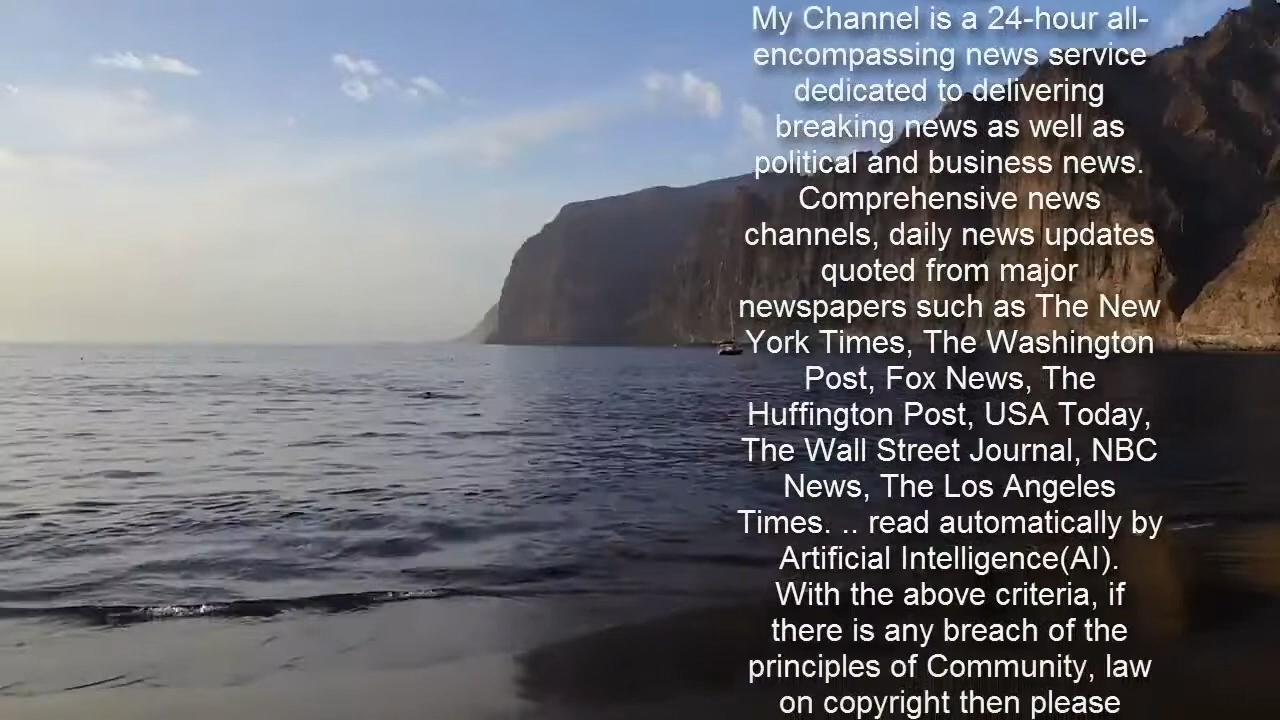 My Channel is a 24-hour all-
encompassing news service
dedicated to delivering
breaking news as well as
political and business news.
Comprehensive news
channels, daily news updates
quoted from major
newspapers such as The New
York Times, The Washington
Post, Fox News, The
Huffington Post, USA Today,
The Wall Street Journal, NBC
News, The Los Angeles
Times. .. read automatically by
Artificial Intelligence(AI).
With the above criteria, if
there is any breach of the
principles of Community, law
on copyright then please